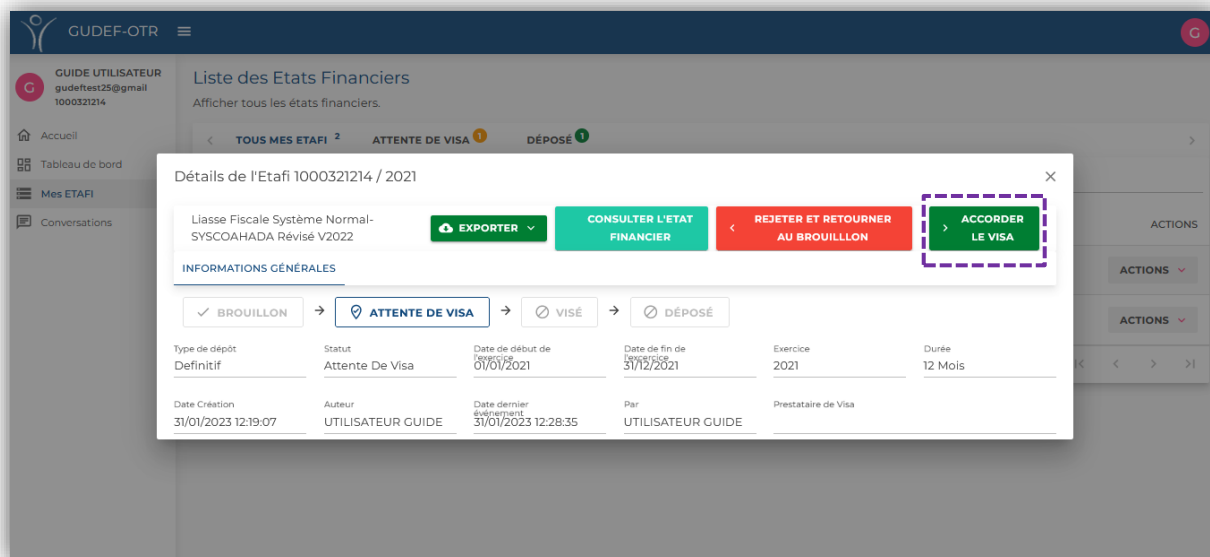 GUDEF-OTR
G
G
GUIDE UTILISATEUR
gudeftest25@gmail
1000321214
Accueil
Tableau de bord
Mes ETAFI
Conversations
Liste des Etats Financiers
Afficher tous les états financiers.
TOUS MES ETAFI 2
ATTENTE DE VISA 1
DÉPOSÉ 1
ACTIONS
ACTIONS
ACTIONS
Détails de l'Etafi 1000321214 / 2021
Liasse Fiscale Système Normal-
SYSCOAHADA Révisé V2022
EXPORTER
CONSULTER L'ETAT
FINANCIER
REJETER ET RETOURNER
AU BROUILLLON
ACCORDER
LE VISA
INFORMATIONS GÉNÉRALES
BROUILLON
ATTENTE DE VISA
VISÉ
DÉPOSÉ
Type de dépôt
Definitif
Statut
Attente De Visa
Date de début de
l'exercice
01/01/2021
Date de fin de
l'excercice
31/12/2021
Exercice
2021
Durée
12 Mois
Date Création
31/01/2023 12:19:07
Auteur
UTILISATEUR GUIDE
Date dernier
événement
31/01/2023 12:28:35
Par
UTILISATEUR GUIDE
Prestataire de Visa